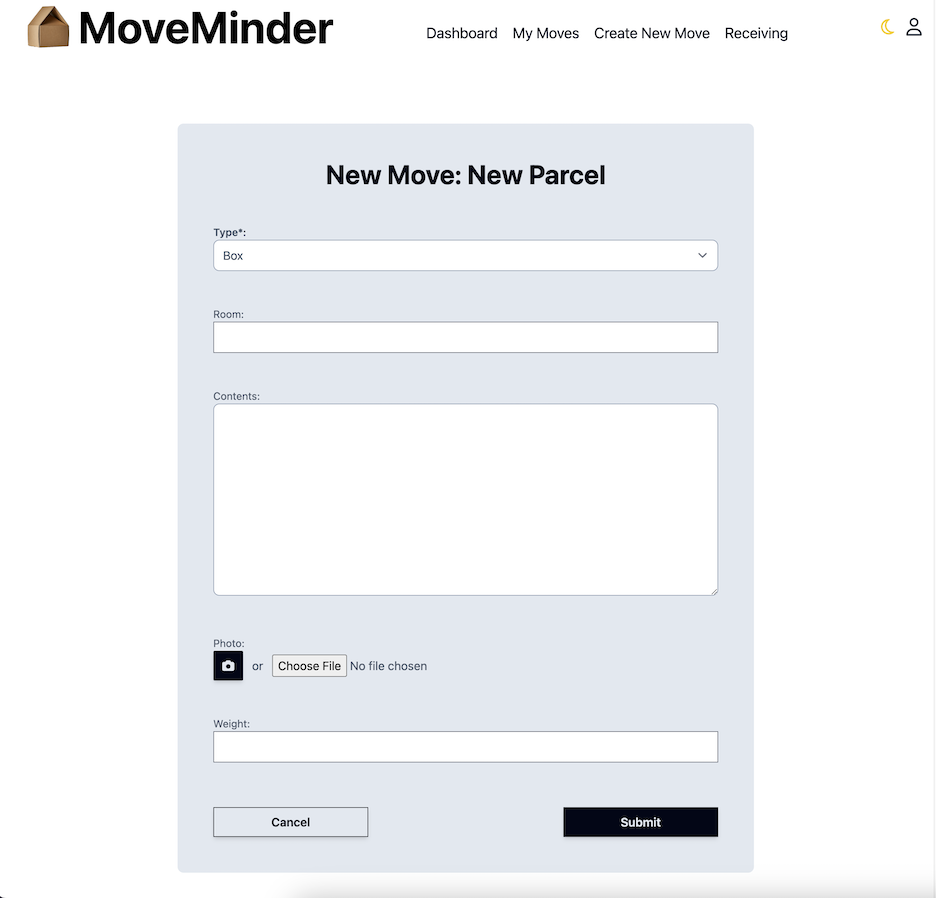 MoveMinder
Dashboard My Moves Create New Move Receiving
New Move: New Parcel
Type*:
Box
Room:
Contents:
Photo:
or Choose File No file chosen
Weight:
Cancel Submit